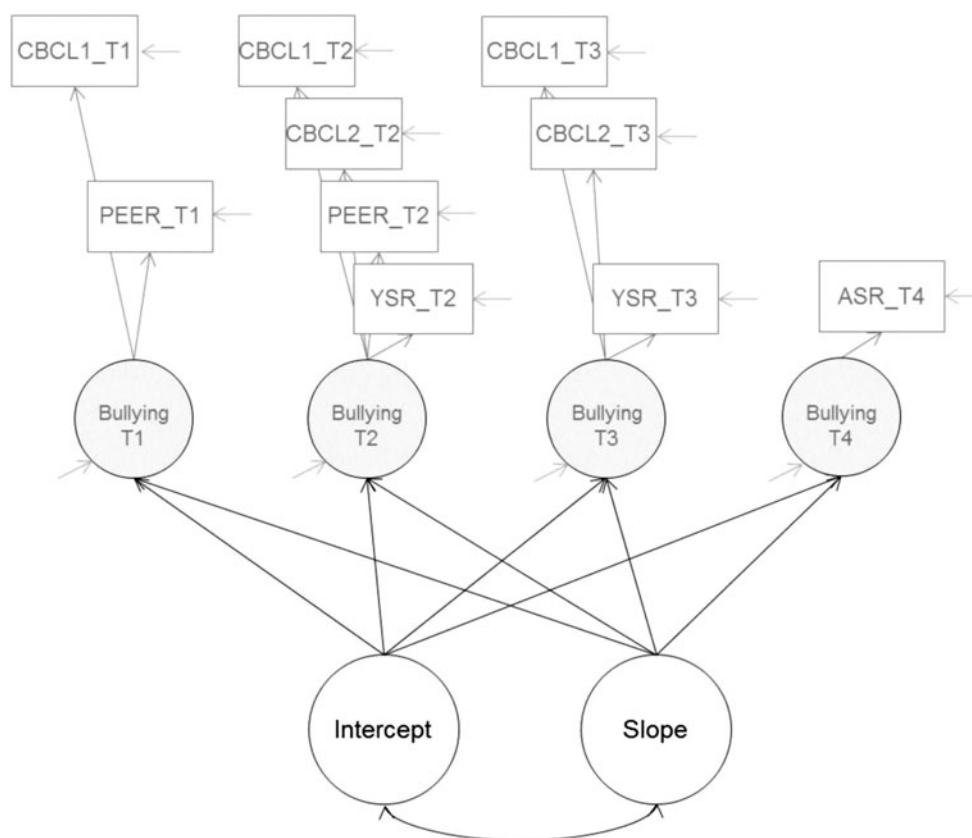 CBCL1_T1
CBCL1_T2
CBCL1_T3
CBCL2_T2
CBCL2_T3
PEER_T1
PEER_T2
YSR_T2
YSR_T3
ASR_T4
Bullying
T1
Bullying
T2
Bullying
T3
Bullying
T4
Intercept
Slope